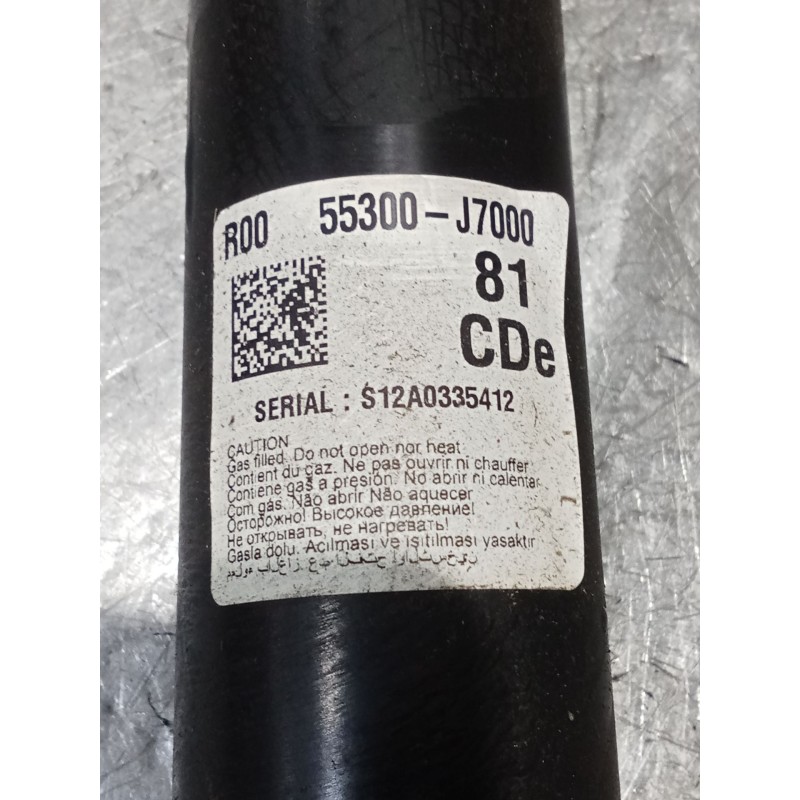 R00 55300-J7000
81
CDe
SERIAL : S12A0335412
CAUTION
Gas filled. Do not open nor heat
Contient du gaz. Ne pas ouvrir ni chauffer
Contiene gas a presión. No abrir ni calentar
Com gás. Não abrir Não aquecer
Осторожно! Высокое давление!
Не открывать, не нагревать!
Gasla dolu. Açılması ve ısıtılması yasaktır